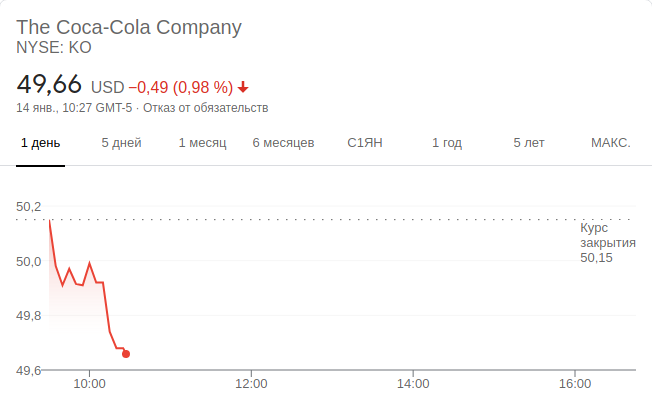 The Coca-Cola Company
NYSE: KO
49,66 USD −0,49 (0,98 %)
14 янв., 10:27 GMT-5 · Отказ от обязательств
1 день 5 дней 1 месяц 6 месяцев С1ЯН 1 год 5 лет МАКС.
50,2
Курс
закрытия
50,15
50,0
49,8
49,6
10:00 12:00 14:00 16:00